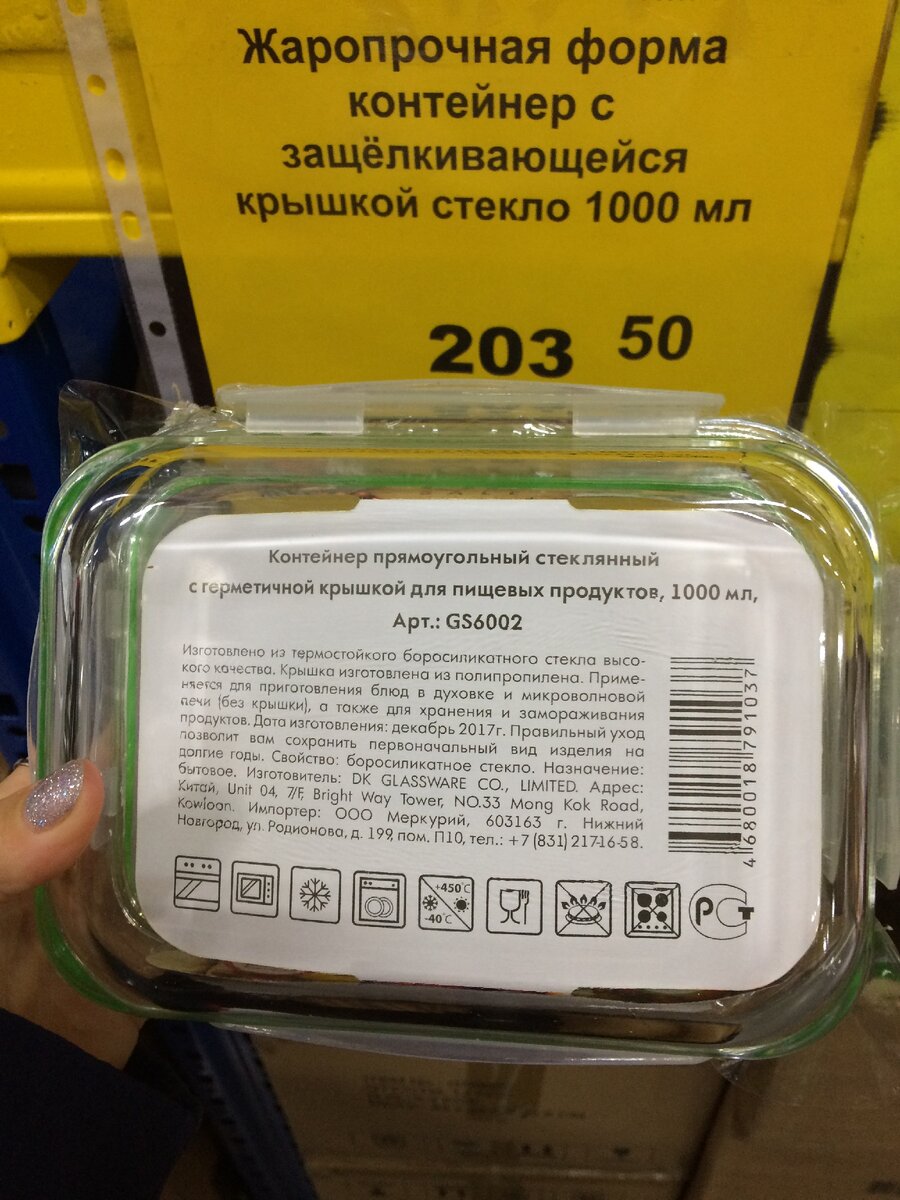 Жаропрочная форма
контейнер с
защёлкивающейся
крышкой стекло 1000 мл
203 50
Контейнер прямоугольный стеклянный
с герметичной крышкой для пищевых продуктов, 1000 мл,
Арт.: GS6002
Изготовлено из термостойкого боросиликатного стекла высо-
кого качества. Крышка изготовлена из полипропилена. Приме-
няется для приготовления блюд в духовке и микроволновой
печи (без крышки), а также для хранения и замораживания
продуктов. Дата изготовления: декабрь 2017г. Правильный уход
позволит вам сохранить первоначальный вид изделия на
долгие годы. Свойство: боросиликатное стекло. Назначение:
бытовое. Изготовитель: DK GLASSWARE CO., LIMITED. Адрес:
Китай, Unit 04, 7/F, Bright Way Tower, NO.33 Mong Kok Road,
Kowloan. Импортер: ООО Меркурий, 603163 г. Нижний
Новгород, ул. Родионова, д. 199, пом. П10, тел.: +7 (831) 217-16-58.
4 680018 791037
+450°C
-40°C
РСТ